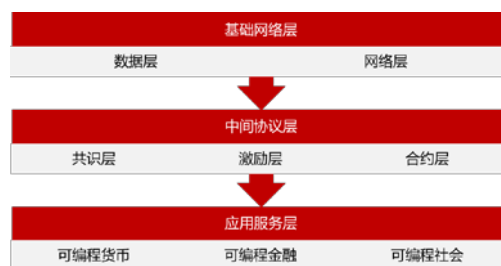 基础网络层
数据层 网络层
中间协议层
共识层 激励层 合约层
应用服务层
可编程货币 可编程金融 可编程社会